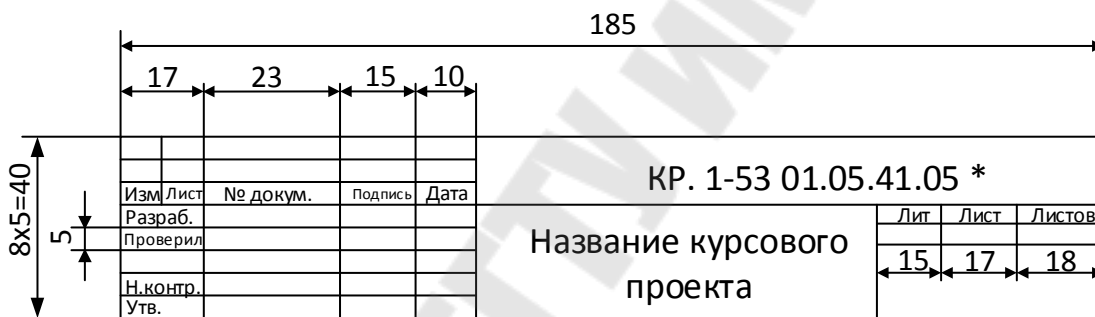 185
17 23 15 10
8x5=40
5
КР. 1-53 01.05.41.05 *
Изм Лист № докум. Подпись Дата
Разраб.
Проверил
Н.контр.
Утв.
Название курсового
проекта
Лит Лист Листов
15 17 18